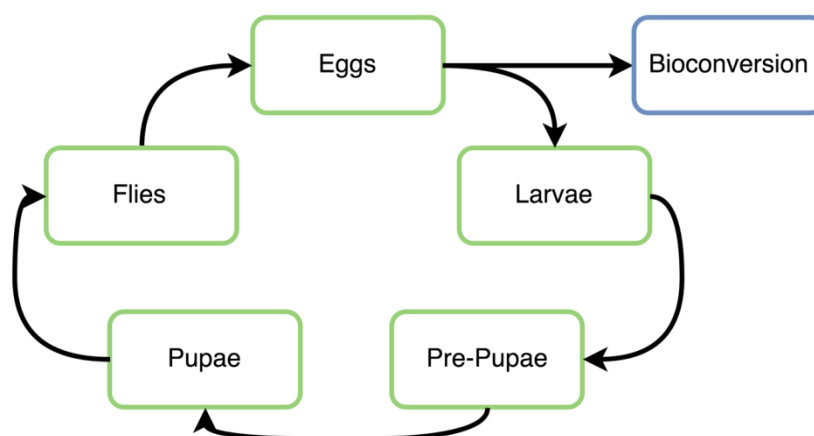 Eggs
Bioconversion
Flies
Larvae
Pupae
Pre-Pupae